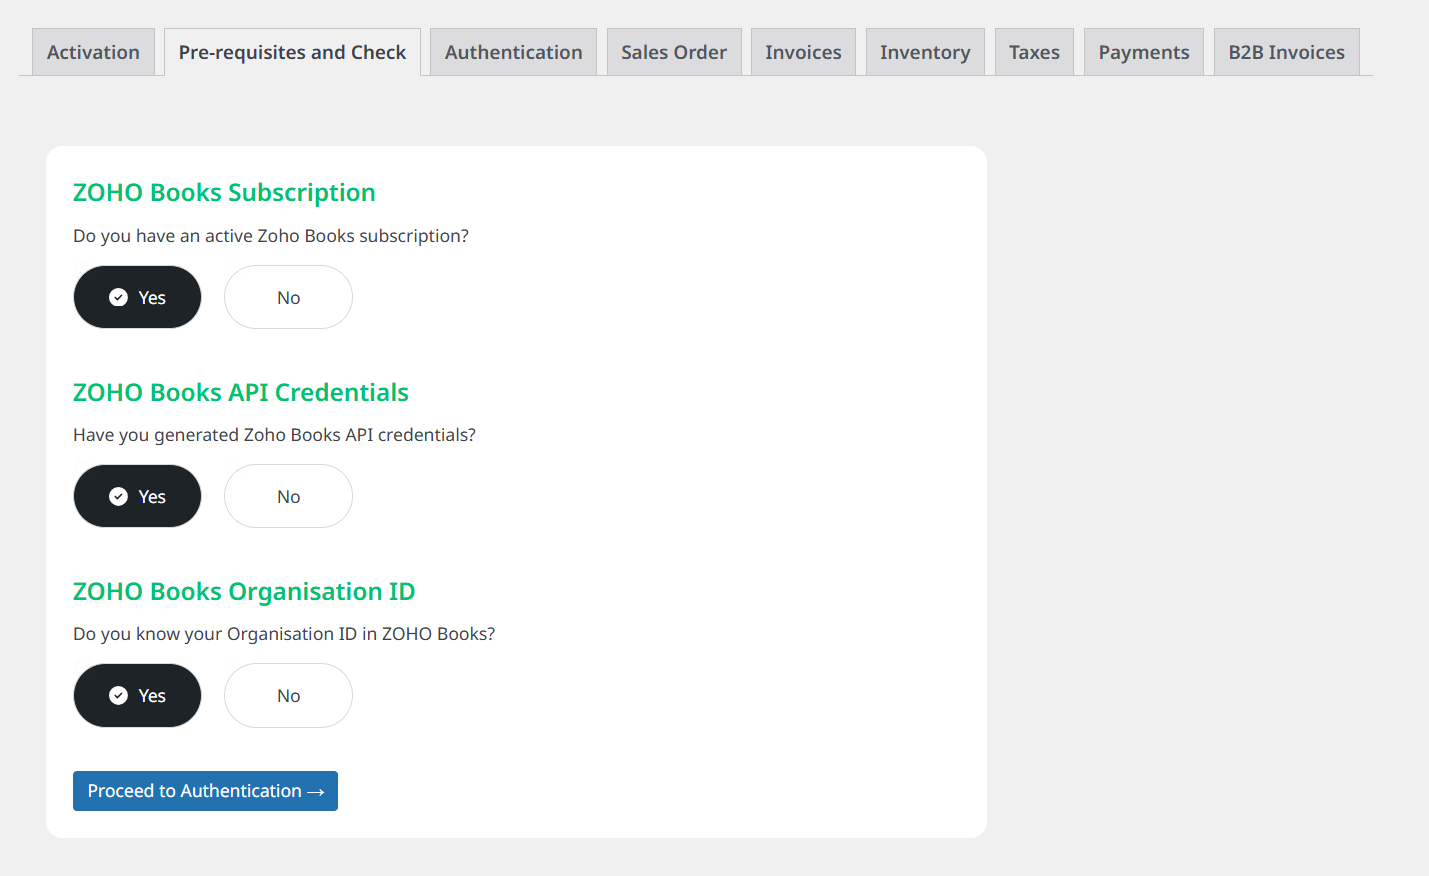 Activation Pre-requisites and Check Authentication Sales Order Invoices Inventory Taxes Payments B2B Invoices
ZOHO Books Subscription
Do you have an active Zoho Books subscription?
Yes No
ZOHO Books API Credentials
Have you generated Zoho Books API credentials?
Yes No
ZOHO Books Organisation ID
Do you know your Organisation ID in ZOHO Books?
Yes No
Proceed to Authentication →